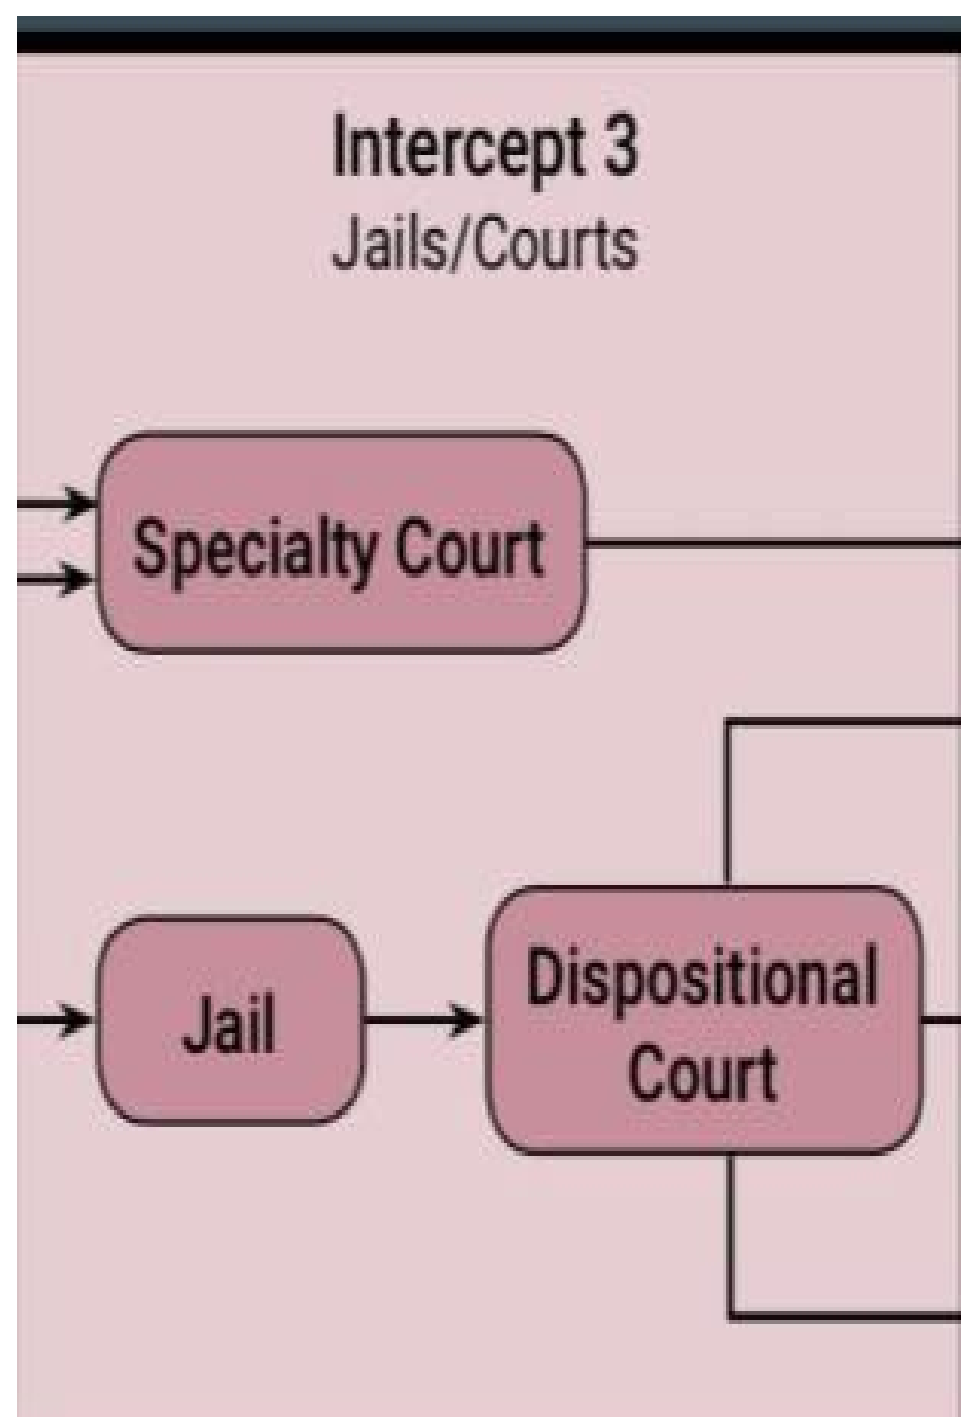 Intercept 3
Jails/Courts
Specialty Court
Jail
Dispositional
Court